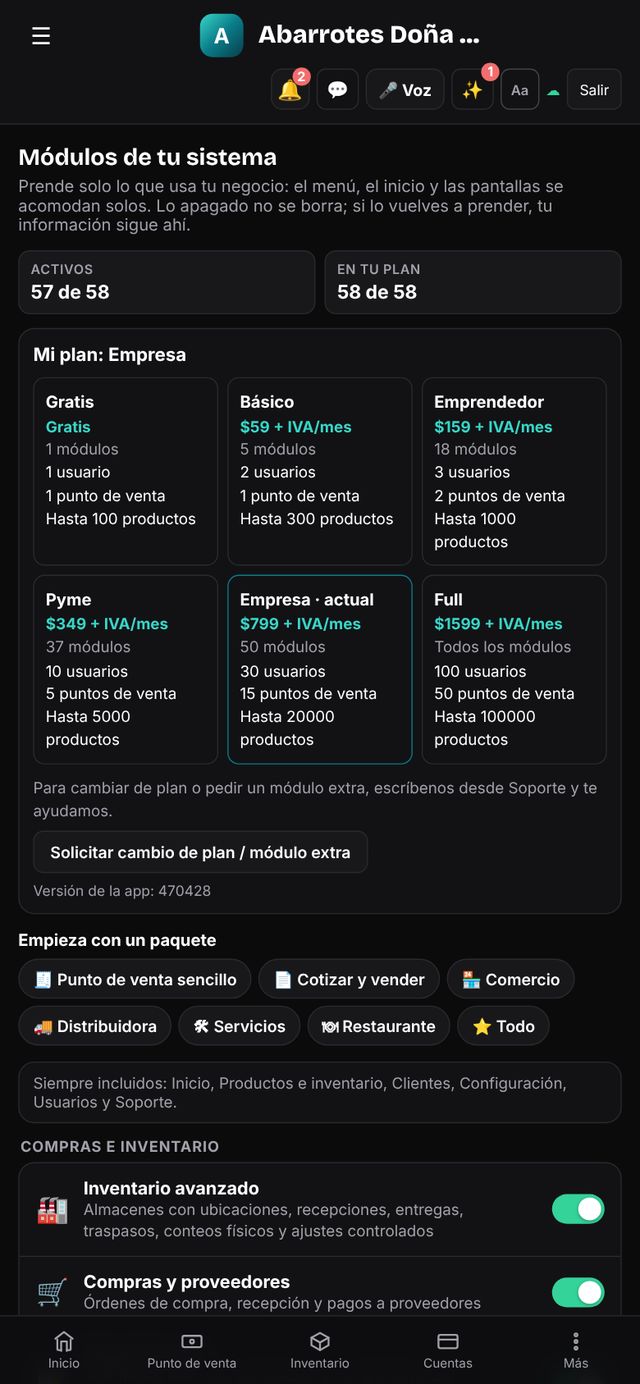 ☰ A Abarrotes Doña ...
🔔 2 💬 🎤 Voz ✨ 1 Aa ☁ Salir
Módulos de tu sistema
Prende solo lo que usa tu negocio: el menú, el inicio y las pantallas se
acomodan solos. Lo apagado no se borra; si lo vuelves a prender, tu
información sigue ahí.
ACTIVOS
57 de 58
EN TU PLAN
58 de 58
Mi plan: Empresa
Gratis
Gratis
1 módulos
1 usuario
1 punto de venta
Hasta 100 productos
Básico
$59 + IVA/mes
5 módulos
2 usuarios
1 punto de venta
Hasta 300 productos
Emprendedor
$159 + IVA/mes
18 módulos
3 usuarios
2 puntos de venta
Hasta 1000
productos
Pyme
$349 + IVA/mes
37 módulos
10 usuarios
5 puntos de venta
Hasta 5000
productos
Empresa · actual
$799 + IVA/mes
50 módulos
30 usuarios
15 puntos de venta
Hasta 20000
productos
Full
$1599 + IVA/mes
Todos los módulos
100 usuarios
50 puntos de venta
Hasta 100000
productos
Para cambiar de plan o pedir un módulo extra, escríbenos desde Soporte y te
ayudamos.
Solicitar cambio de plan / módulo extra
Versión de la app: 470428
Empieza con un paquete
🧾 Punto de venta sencillo 📄 Cotizar y vender 🏪 Comercio
🚚 Distribuidora 🛠 Servicios 🍽 Restaurante ⭐ Todo
Siempre incluidos: Inicio, Productos e inventario, Clientes, Configuración,
Usuarios y Soporte.
COMPRAS E INVENTARIO
Inventario avanzado
Almacenes con ubicaciones, recepciones, entregas,
traspasos, conteos físicos y ajustes controlados
Compras y proveedores
Órdenes de compra, recepción y pagos a proveedores
Inicio Punto de venta Inventario Cuentas Más